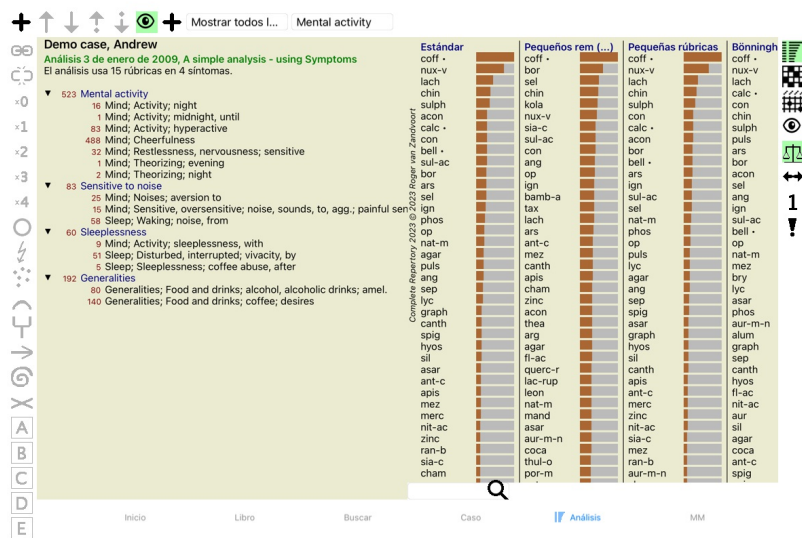 Mostrar todos l... Mental activity
Demo case, Andrew
Análisis 3 de enero de 2009, A simple analysis - using Symptoms
El análisis usa 15 rúbricas en 4 síntomas.
523 Mental activity
16 Mind; Activity; night
1 Mind; Activity; midnight, until
83 Mind; Activity; hyperactive
488 Mind; Cheerfulness
32 Mind; Restlessness, nervousness; sensitive
1 Mind; Theorizing; evening
2 Mind; Theorizing; night
83 Sensitive to noise
25 Mind; Noises; aversion to
15 Mind; Sensitive, oversensitive; noise, sounds, to, agg.; painful sen
58 Sleep; Waking; noise, from
60 Sleeplessness
9 Mind; Activity; sleeplessness, with
51 Sleep; Disturbed, interrupted; vivacity, by
5 Sleep; Sleeplessness; coffee abuse, after
192 Generalities
80 Generalities; Food and drinks; alcohol, alcoholic drinks; amel.
140 Generalities; Food and drinks; coffee; desires
Complete Repertory 2023 © 2023 Roger van Zandvoort
Estándar
coff •
nux-v
lach
chin
sulph
acon
calc •
con
bell •
sul-ac
bor
ars
sel
ign
phos
op
nat-m
agar
puls
ang
sep
lyc
graph
canth
spig
hyos
sil
asar
ant-c
apis
mez
merc
nit-ac
zinc
ran-b
sia-c
cham
Pequeños rem (...)
coff •
bor
sel
chin
kola
nux-v
sia-c
sul-ac
con
ang
op
ign
bamb-a
tax
lach
ars
ant-c
mez
canth
apis
cham
zinc
acon
thea
arg
agar
fl-ac
querc-r
lac-rup
leon
nat-m
mand
asar
aur-m-n
coca
thul-o
por-m
Pequeñas rúbricas
coff •
nux-v
lach
chin
sulph
con
calc •
acon
bor
bell •
ars
ign
sul-ac
sel
nat-m
phos
op
puls
lyc
agar
ang
sep
spig
asar
graph
hyos
sil
canth
apis
ant-c
merc
zinc
nit-ac
sia-c
mez
ran-b
aur-m-n
Bönningh
coff •
nux-v
lach
calc •
con
chin
sulph
puls
ars
bor
acon
sel
ang
ign
sul-ac
bell •
op
nat-m
mez
bry
lyc
asar
phos
aur-m-n
alum
graph
sep
canth
hyos
fl-ac
nit-ac
aur
sil
agar
coca
ant-c
spig
×0
×1
×2
×3
×4
A
B
C
D
E
1
Inicio Libro Buscar Caso Análisis MM